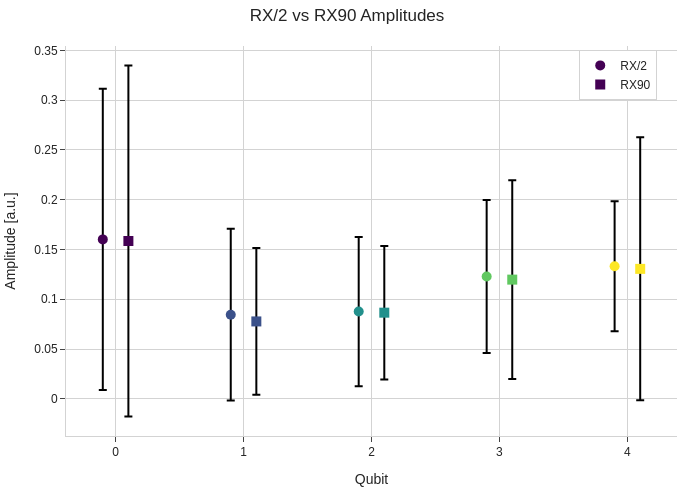 RX/2 vs RX90 Amplitudes
RX/2
RX90
0.35
0.3
0.25
0.2
0.15
0.1
0.05
0
Amplitude [a.u.]
0 1 2 3 4
Qubit